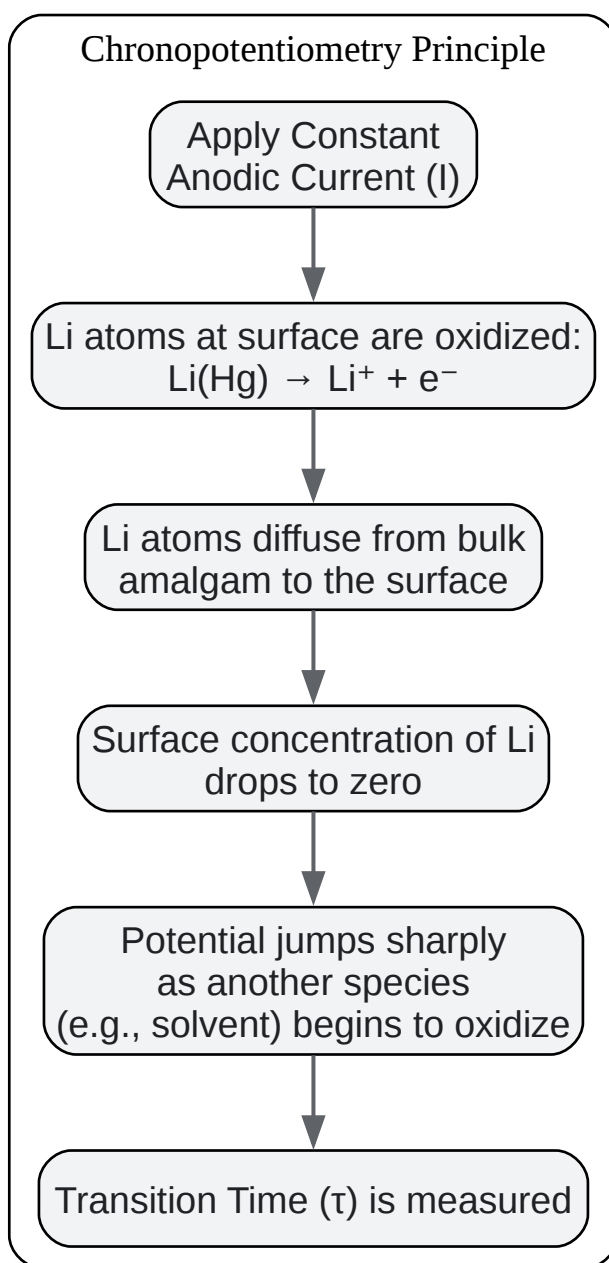 Chronopotentiometry Principle
Apply Constant
Anodic Current (I)
Li atoms at surface are oxidized:
Li(Hg) → Li⁺ + e⁻
Li atoms diffuse from bulk
amalgam to the surface
Surface concentration of Li
drops to zero
Potential jumps sharply
as another species
(e.g., solvent) begins to oxidize
Transition Time (τ) is measured